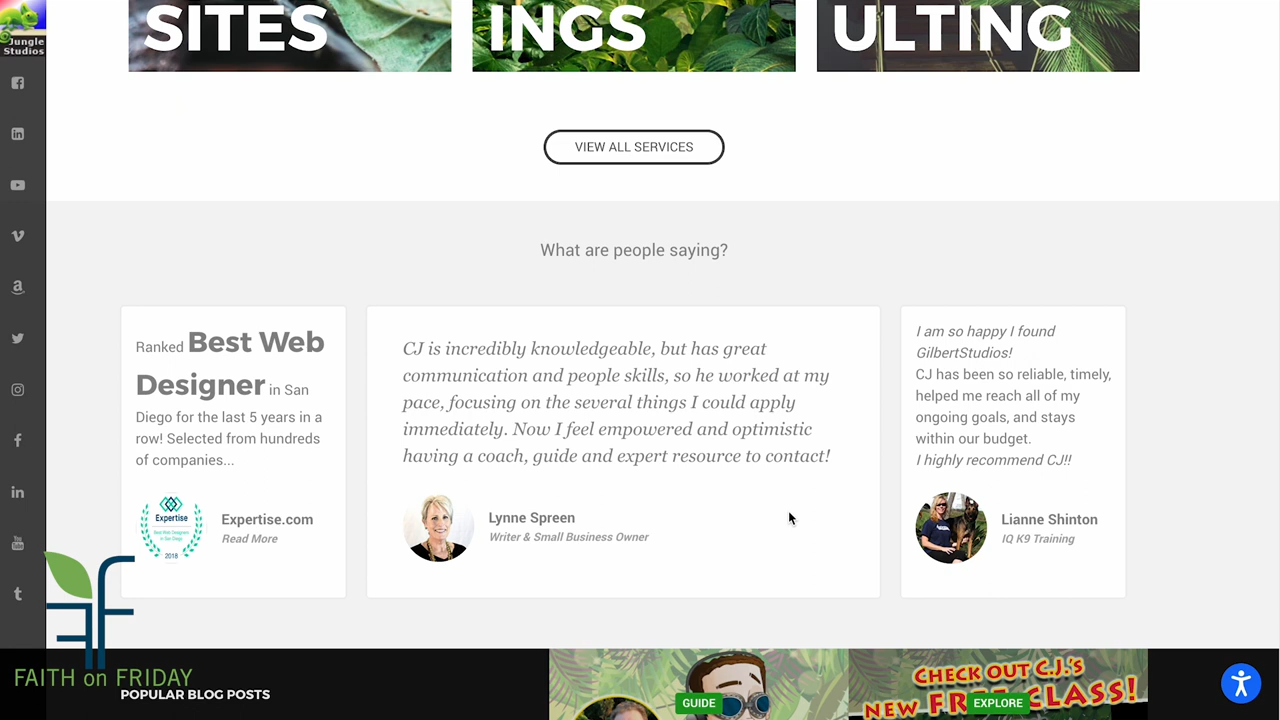 Jungle
Studios
SITES
INGS
ULTING
VIEW ALL SERVICES
What are people saying?
Ranked Best Web
Designer in San
Diego for the last 5 years in a
row! Selected from hundreds
of companies...
Expertise
Best Web Designers
in San Diego
2018
Expertise.com
Read More
CJ is incredibly knowledgeable, but has great
communication and people skills, so he worked at my
pace, focusing on the several things I could apply
immediately. Now I feel empowered and optimistic
having a coach, guide and expert resource to contact!
Lynne Spreen
Writer & Small Business Owner
I am so happy I found
GilbertStudios!
CJ has been so reliable, timely,
helped me reach all of my
ongoing goals, and stays
within our budget.
I highly recommend CJ!!
Lianne Shinton
IQ K9 Training
FAITH on FRIDAY
POPULAR BLOG POSTS
GUIDE
CHECK OUT C.J.'S
NEW FREE CLASS!
EXPLORE